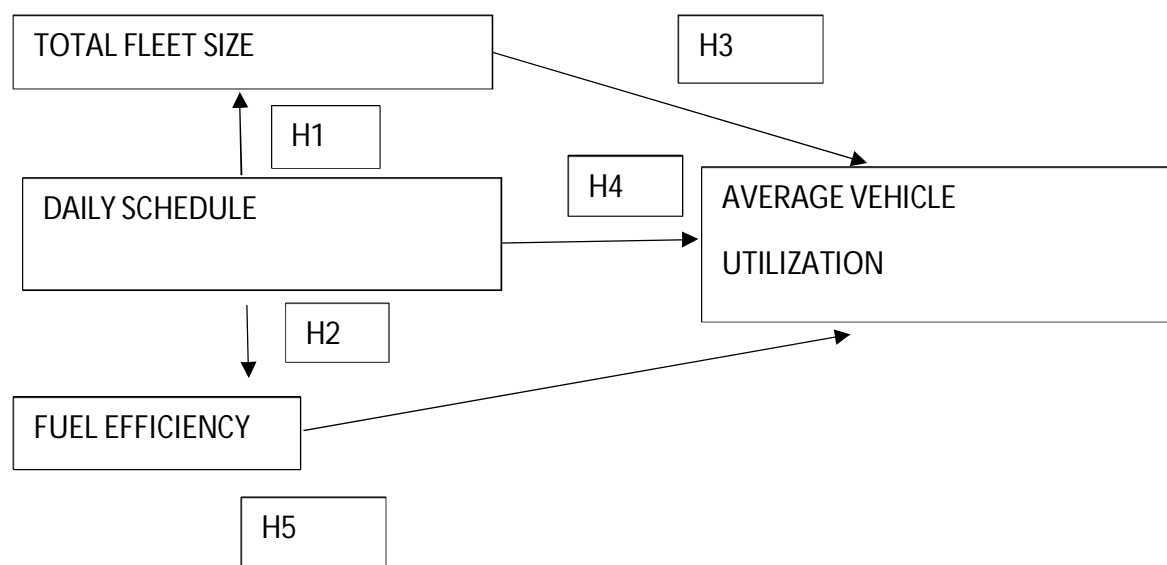 TOTAL FLEET SIZE
H3
H1
H4
DAILY SCHEDULE
AVERAGE VEHICLE
UTILIZATION
H2
FUEL EFFICIENCY
H5